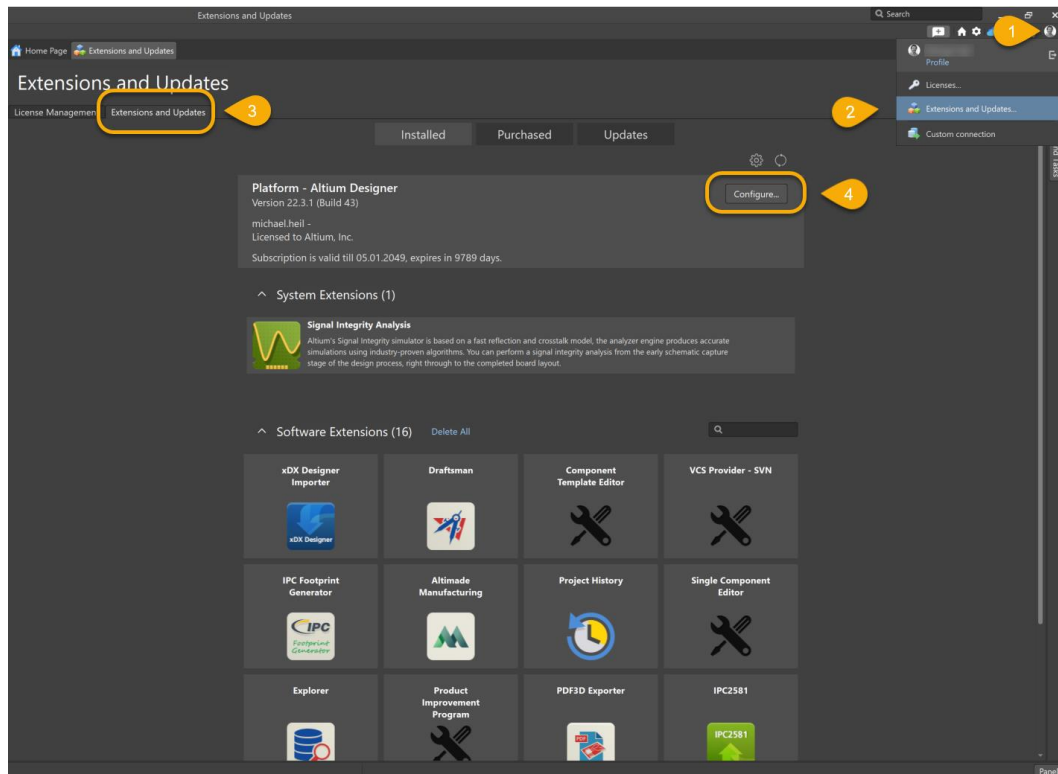 Extensions and Updates
Search
1
Home Page
Extensions and Updates
Profile
Extensions and Updates
License Management
Extensions and Updates
3
Licenses...
2
Extensions and Updates...
Custom connection
Installed
Purchased
Updates
Platform - Altium Designer
Version 22.3.1 (Build 43)
Configure...
4
michael.heil -
Licensed to Altium, Inc.
Subscription is valid till 05.01.2049, expires in 9789 days.
System Extensions (1)
Signal Integrity Analysis
Altium's Signal Integrity simulator is based on a fast reflection and crosstalk model, the analyzer engine produces accurate
simulations using industry-proven algorithms. You can perform a signal integrity analysis from the early schematic capture
stage of the design process, right through to the completed board layout.
Software Extensions (16)
Delete All
xDX Designer
Importer
xDX Designer
Draftsman
Component
Template Editor
VCS Provider - SVN
IPC Footprint
Generator
IPC
Footprint
Generator
Altimade
Manufacturing
Project History
Single Component
Editor
Explorer
Product
Improvement
Program
PDF3D Exporter
PDF
IPC2581
IPC2581